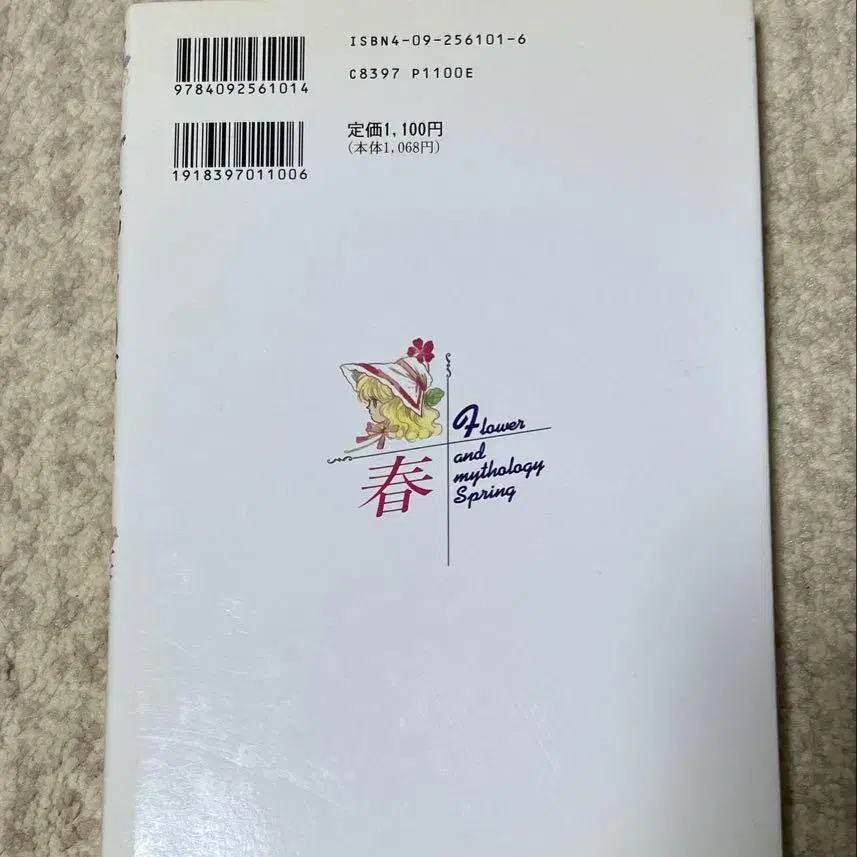 ISBN4-09-256101-6
9784092561014
C8397 P1100E
定価1,100円
(本体1,068円)
1918397011006
春
Flower
and
mythology
Spring